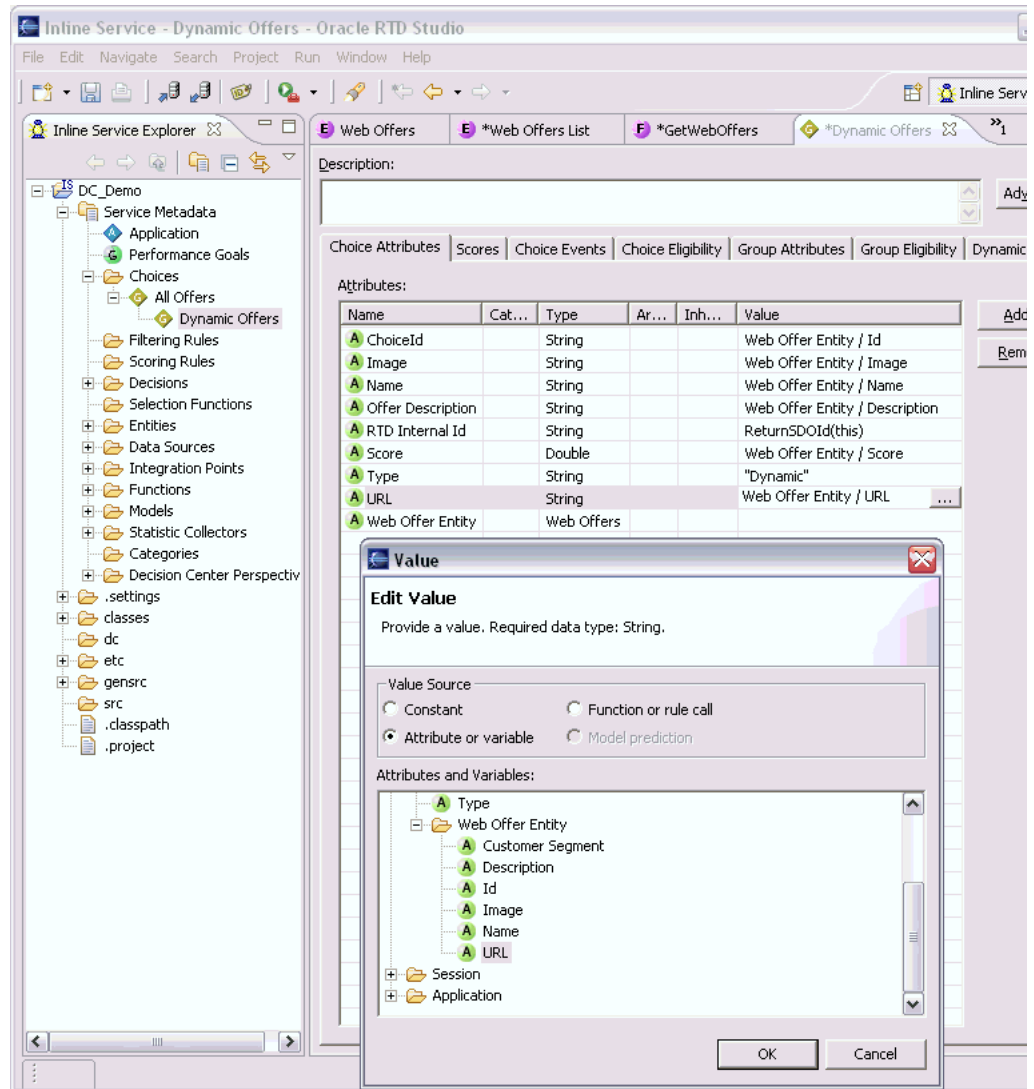 Inline Service - Dynamic Offers - Oracle RTD Studio
File Edit Navigate Search Project Run Window Help
Inline Serv
Inline Service Explorer
Web Offers
*Web Offers List
*GetWebOffers
*Dynamic Offers
»1
Description:
Adv
DC_Demo
Service Metadata
Application
Performance Goals
Choices
All Offers
Dynamic Offers
Filtering Rules
Scoring Rules
Decisions
Selection Functions
Entities
Data Sources
Integration Points
Functions
Models
Statistic Collectors
Categories
Decision Center Perspectiv
.settings
classes
dc
etc
gensrc
src
.classpath
.project
Choice Attributes Scores Choice Events Choice Eligibility Group Attributes Group Eligibility Dynamic
Attributes:
Name Cat... Type Ar... Inh... Value
Add
Rem
ChoiceId String Web Offer Entity / Id
Image String Web Offer Entity / Image
Name String Web Offer Entity / Name
Offer Description String Web Offer Entity / Description
RTD Internal Id String ReturnSDOId(this)
Score Double Web Offer Entity / Score
Type String "Dynamic"
URL String Web Offer Entity / URL ...
Web Offer Entity Web Offers
Value
Edit Value
Provide a value. Required data type: String.
Value Source
Constant Function or rule call
Attribute or variable Model prediction
Attributes and Variables:
Type
Web Offer Entity
Customer Segment
Description
Id
Image
Name
URL
Session
Application
OK Cancel